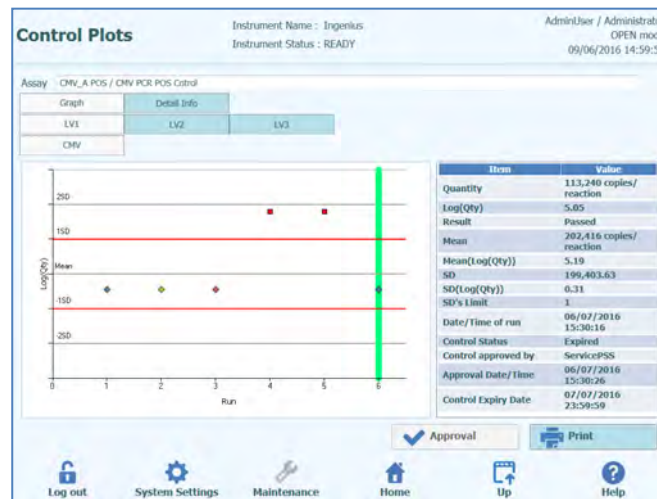 Control Plots
Instrument Name : Ingenius
Instrument Status : READY
AdminUser / Administrat
OPEN mod
09/06/2016 14:59:5
Assay CMV_A POS / CMV PCR POS Cntrol
Graph Detail Info
LV1 LV2 LV3
CMV
Log(Qty)
2SD
1SD
Mean
-1SD
-2SD
0 1 2 3 4 5 6
Run
Item Value
Quantity 113,240 copies/
reaction
Log(Qty) 5.05
Result Passed
Mean 202,416 copies/
reaction
Mean(Log(Qty)) 5.19
SD 199,403.63
SD(Log(Qty)) 0.31
SD's Limit 1
Date/Time of run 06/07/2016
15:30:16
Control Status Expired
Control approved by ServicePSS
Approval Date/Time 06/07/2016
15:30:26
Control Expiry Date 07/07/2016
23:59:59
Approval Print
Log out System Settings Maintenance Home Up Help